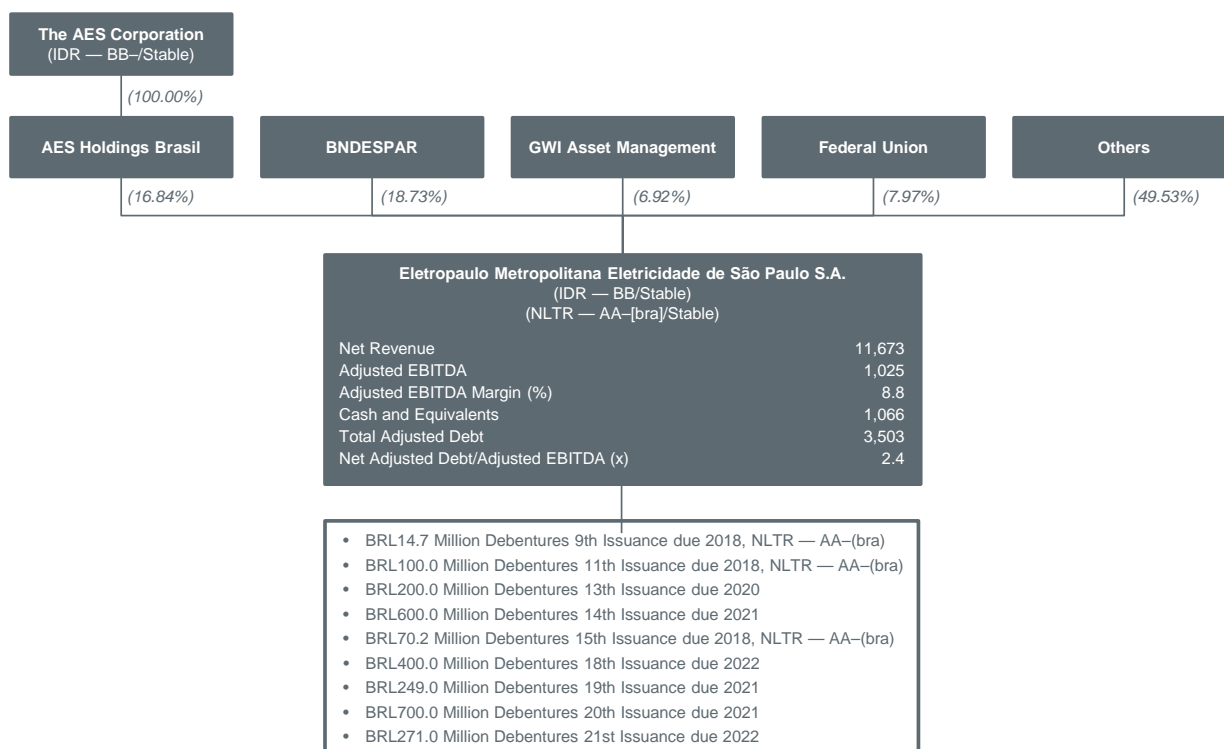 The AES Corporation
(IDR — BB–/Stable)
(100.00%)
AES Holdings Brasil
BNDESPAR
GWI Asset Management
Federal Union
Others
(16.84%)
(18.73%)
(6.92%)
(7.97%)
(49.53%)
Eletropaulo Metropolitana Eletricidade de São Paulo S.A.
(IDR — BB/Stable)
(NLTR — AA–[bra]/Stable)
Net Revenue 11,673
Adjusted EBITDA 1,025
Adjusted EBITDA Margin (%) 8.8
Cash and Equivalents 1,066
Total Adjusted Debt 3,503
Net Adjusted Debt/Adjusted EBITDA (x) 2.4
• BRL14.7 Million Debentures 9th Issuance due 2018, NLTR — AA–(bra)
• BRL100.0 Million Debentures 11th Issuance due 2018, NLTR — AA–(bra)
• BRL200.0 Million Debentures 13th Issuance due 2020
• BRL600.0 Million Debentures 14th Issuance due 2021
• BRL70.2 Million Debentures 15th Issuance due 2018, NLTR — AA–(bra)
• BRL400.0 Million Debentures 18th Issuance due 2022
• BRL249.0 Million Debentures 19th Issuance due 2021
• BRL700.0 Million Debentures 20th Issuance due 2021
• BRL271.0 Million Debentures 21st Issuance due 2022